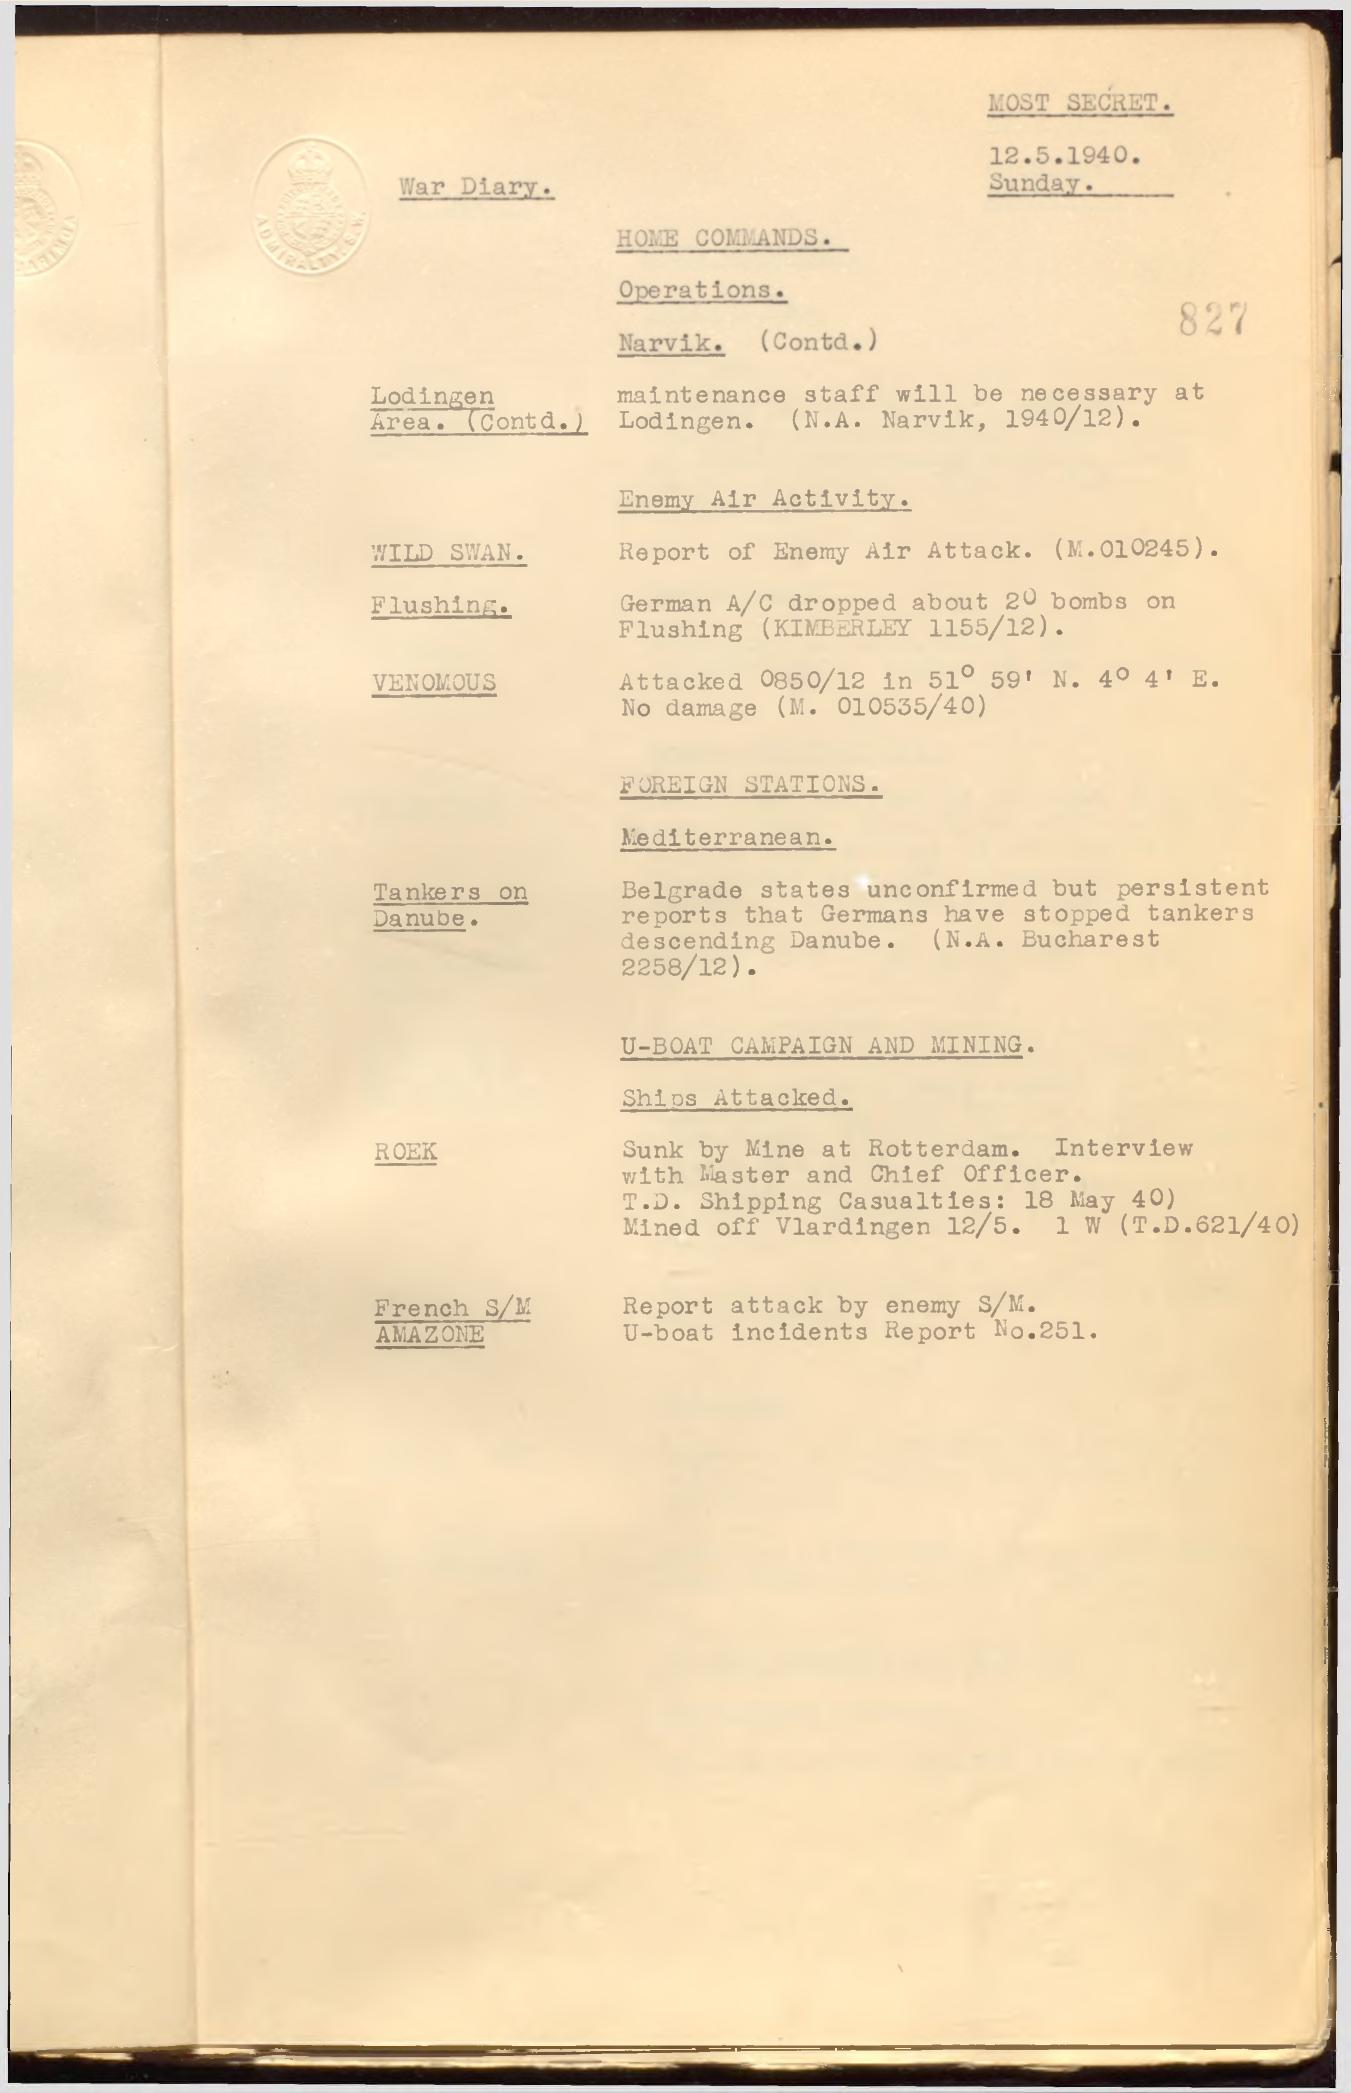 MOST SECRET.
12.5.1940.
Sunday.
War Diary.
ADMIRALTY. S.W.
HOME COMMANDS.
Operations.
827
Narvik. (Contd.)
Lodingen maintenance staff will be necessary at
Area. (Contd.) Lodingen. (N.A. Narvik, 1940/12).
Enemy Air Activity.
WILD SWAN. Report of Enemy Air Attack. (M.010245).
Flushing. German A/C dropped about 20 bombs on
Flushing (KIMBERLEY 1155/12).
VENOMOUS Attacked 0850/12 in 51° 59' N. 4° 4' E.
No damage (M. 010535/40)
FOREIGN STATIONS.
Mediterranean.
Tankers on Belgrade states unconfirmed but persistent
Danube. reports that Germans have stopped tankers
descending Danube. (N.A. Bucharest
2258/12).
U-BOAT CAMPAIGN AND MINING.
Ships Attacked.
ROEK Sunk by Mine at Rotterdam. Interview
with Master and Chief Officer.
T.D. Shipping Casualties: 18 May 40)
Mined off Vlardingen 12/5. 1 W (T.D.621/40)
French S/M Report attack by enemy S/M.
AMAZONE U-boat incidents Report No.251.